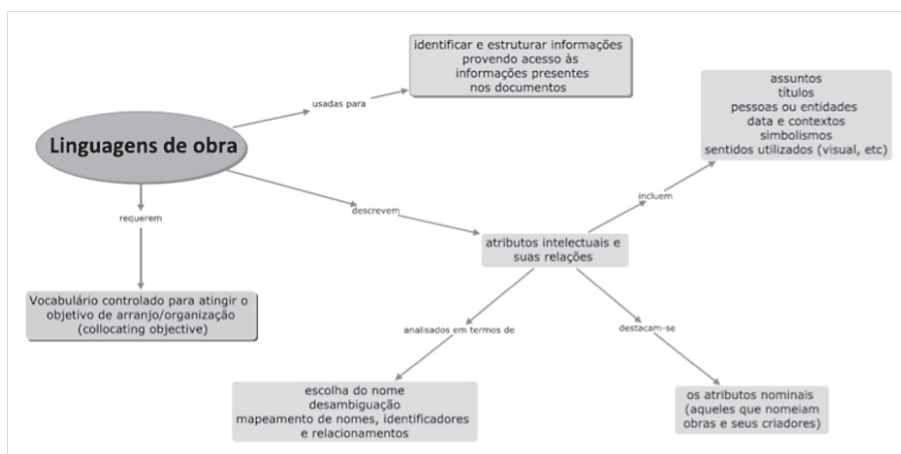 identificar e estruturar informações
provendo acesso às
informações presentes
nos documentos
usadas para
assuntos
títulos
pessoas ou entidades
data e contextos
simbolismos
sentidos utilizados (visual, etc)
Linguagens de obra
incluem
descrevem
requerem
atributos intelectuais e
suas relações
Vocabulário controlado para atingir o
objetivo de arranjo/organização
(collocating objective)
analisados em termos de
destacam-se
escolha do nome
desambiguação
mapeamento de nomes, identificadores
e relacionamentos
os atributos nominais
(aqueles que nomeiam
obras e seus criadores)